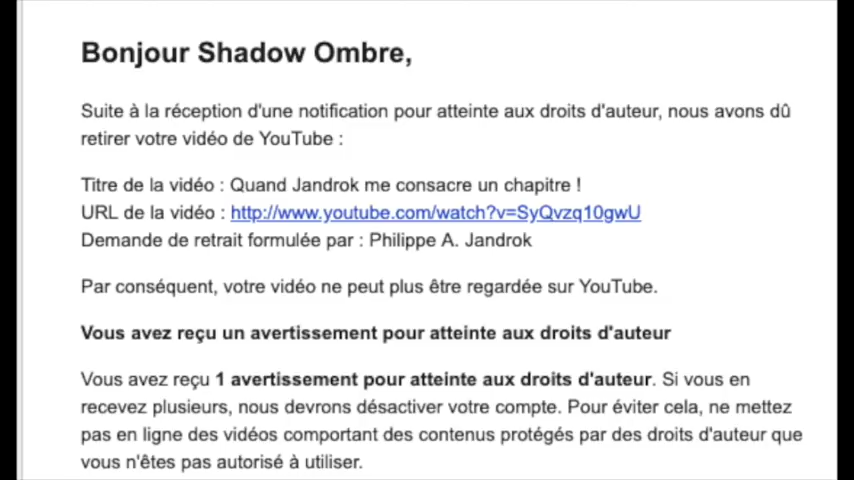 Bonjour Shadow Ombre,
Suite à la réception d'une notification pour atteinte aux droits d'auteur, nous avons dû
retirer votre vidéo de YouTube :
Titre de la vidéo : Quand Jandrok me consacre un chapitre !
URL de la vidéo : http://www.youtube.com/watch?v=SyQvzq10gwU
Demande de retrait formulée par : Philippe A. Jandrok
Par conséquent, votre vidéo ne peut plus être regardée sur YouTube.
Vous avez reçu un avertissement pour atteinte aux droits d'auteur
Vous avez reçu 1 avertissement pour atteinte aux droits d'auteur. Si vous en
recevez plusieurs, nous devrons désactiver votre compte. Pour éviter cela, ne mettez
pas en ligne des vidéos comportant des contenus protégés par des droits d'auteur que
vous n'êtes pas autorisé à utiliser.